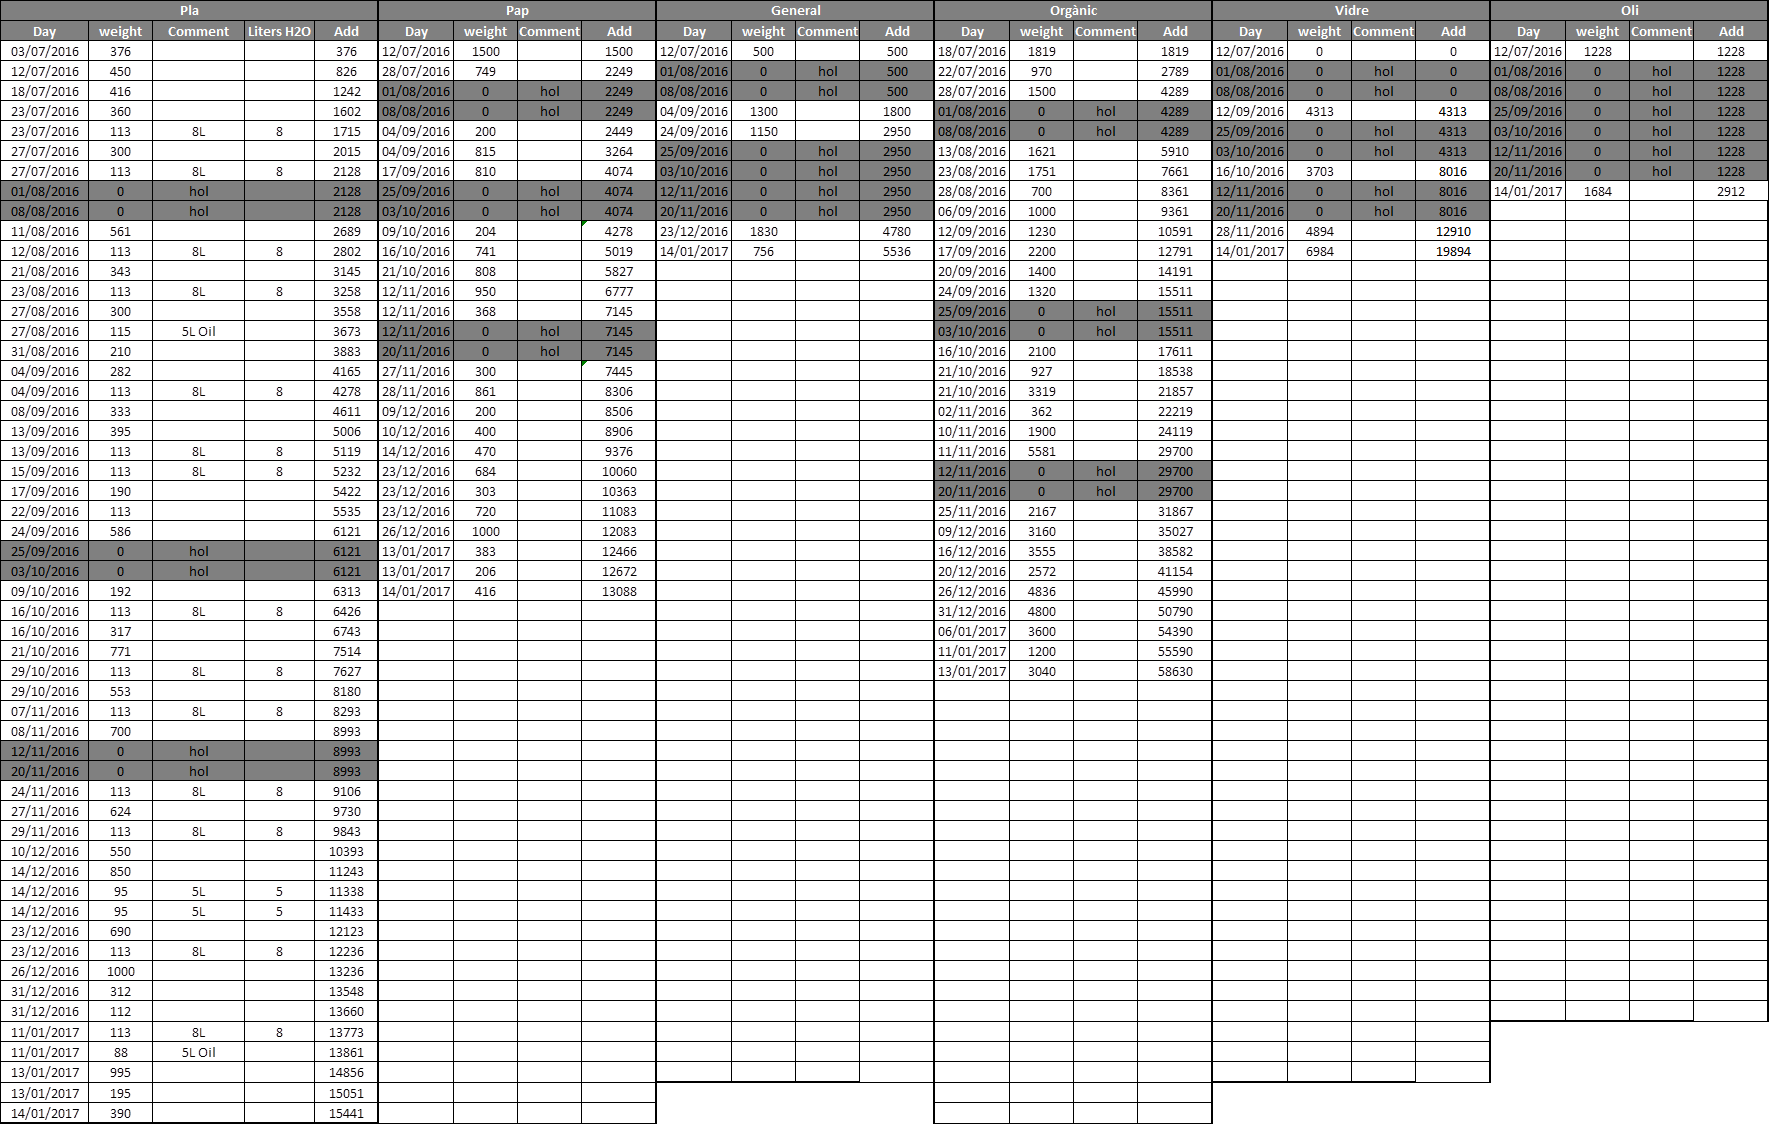 Pla Pap General Orgànic Vidre Oli
Day weight Comment Liters H2O Add Day weight Comment Add Day weight Comment Add Day weight Comment Add Day weight Comment Add Day weight Comment Add
03/07/2016 376 376 12/07/2016 1500 1500 12/07/2016 500 500 18/07/2016 1819 1819 12/07/2016 0 0 12/07/2016 1228 1228
12/07/2016 450 826 28/07/2016 749 2249 01/08/2016 0 hol 500 22/07/2016 970 2789 01/08/2016 0 hol 0 01/08/2016 0 hol 1228
18/07/2016 416 1242 01/08/2016 0 hol 2249 08/08/2016 0 hol 500 28/07/2016 1500 4289 08/08/2016 0 hol 0 08/08/2016 0 hol 1228
23/07/2016 360 1602 08/08/2016 0 hol 2249 04/09/2016 1300 1800 01/08/2016 0 hol 4289 12/09/2016 4313 4313 25/09/2016 0 hol 1228
23/07/2016 113 8L 8 1715 04/09/2016 200 2449 24/09/2016 1150 2950 08/08/2016 0 hol 4289 25/09/2016 0 hol 4313 03/10/2016 0 hol 1228
27/07/2016 300 2015 04/09/2016 815 3264 25/09/2016 0 hol 2950 13/08/2016 1621 5910 03/10/2016 0 hol 4313 12/11/2016 0 hol 1228
27/07/2016 113 8L 8 2128 17/09/2016 810 4074 03/10/2016 0 hol 2950 23/08/2016 1751 7661 16/10/2016 3703 8016 20/11/2016 0 hol 1228
01/08/2016 0 hol 2128 25/09/2016 0 hol 4074 12/11/2016 0 hol 2950 28/08/2016 700 8361 12/11/2016 0 hol 8016 14/01/2017 1684 2912
08/08/2016 0 hol 2128 03/10/2016 0 hol 4074 20/11/2016 0 hol 2950 06/09/2016 1000 9361 20/11/2016 0 hol 8016
11/08/2016 561 2689 09/10/2016 204 4278 23/12/2016 1830 4780 12/09/2016 1230 10591 28/11/2016 4894 12910
12/08/2016 113 8L 8 2802 16/10/2016 741 5019 14/01/2017 756 5536 17/09/2016 2200 12791 14/01/2017 6984 19894
21/08/2016 343 3145 21/10/2016 808 5827 20/09/2016 1400 14191
23/08/2016 113 8L 8 3258 12/11/2016 950 6777 24/09/2016 1320 15511
27/08/2016 300 3558 12/11/2016 368 7145 25/09/2016 0 hol 15511
27/08/2016 115 5L Oil 3673 12/11/2016 0 hol 7145 03/10/2016 0 hol 15511
31/08/2016 210 3883 20/11/2016 0 hol 7145 16/10/2016 2100 17611
04/09/2016 282 4165 27/11/2016 300 7445 21/10/2016 927 18538
04/09/2016 113 8L 8 4278 28/11/2016 861 8306 21/10/2016 3319 21857
08/09/2016 333 4611 09/12/2016 200 8506 02/11/2016 362 22219
13/09/2016 395 5006 10/12/2016 400 8906 10/11/2016 1900 24119
13/09/2016 113 8L 8 5119 14/12/2016 470 9376 11/11/2016 5581 29700
15/09/2016 113 8L 8 5232 23/12/2016 684 10060 12/11/2016 0 hol 29700
17/09/2016 190 5422 23/12/2016 303 10363 20/11/2016 0 hol 29700
22/09/2016 113 5535 23/12/2016 720 11083 25/11/2016 2167 31867
24/09/2016 586 6121 26/12/2016 1000 12083 09/12/2016 3160 35027
25/09/2016 0 hol 6121 13/01/2017 383 12466 16/12/2016 3555 38582
03/10/2016 0 hol 6121 13/01/2017 206 12672 20/12/2016 2572 41154
09/10/2016 192 6313 14/01/2017 416 13088 26/12/2016 4836 45990
16/10/2016 113 8L 8 6426 31/12/2016 4800 50790
16/10/2016 317 6743 06/01/2017 3600 54390
21/10/2016 771 7514 11/01/2017 1200 55590
29/10/2016 113 8L 8 7627 13/01/2017 3040 58630
29/10/2016 553 8180
07/11/2016 113 8L 8 8293
08/11/2016 700 8993
12/11/2016 0 hol 8993
20/11/2016 0 hol 8993
24/11/2016 113 8L 8 9106
27/11/2016 624 9730
29/11/2016 113 8L 8 9843
10/12/2016 550 10393
14/12/2016 850 11243
14/12/2016 95 5L 5 11338
14/12/2016 95 5L 5 11433
23/12/2016 690 12123
23/12/2016 113 8L 8 12236
26/12/2016 1000 13236
31/12/2016 312 13548
31/12/2016 112 13660
11/01/2017 113 8L 8 13773
11/01/2017 88 5L Oil 13861
13/01/2017 995 14856
13/01/2017 195 15051
14/01/2017 390 15441